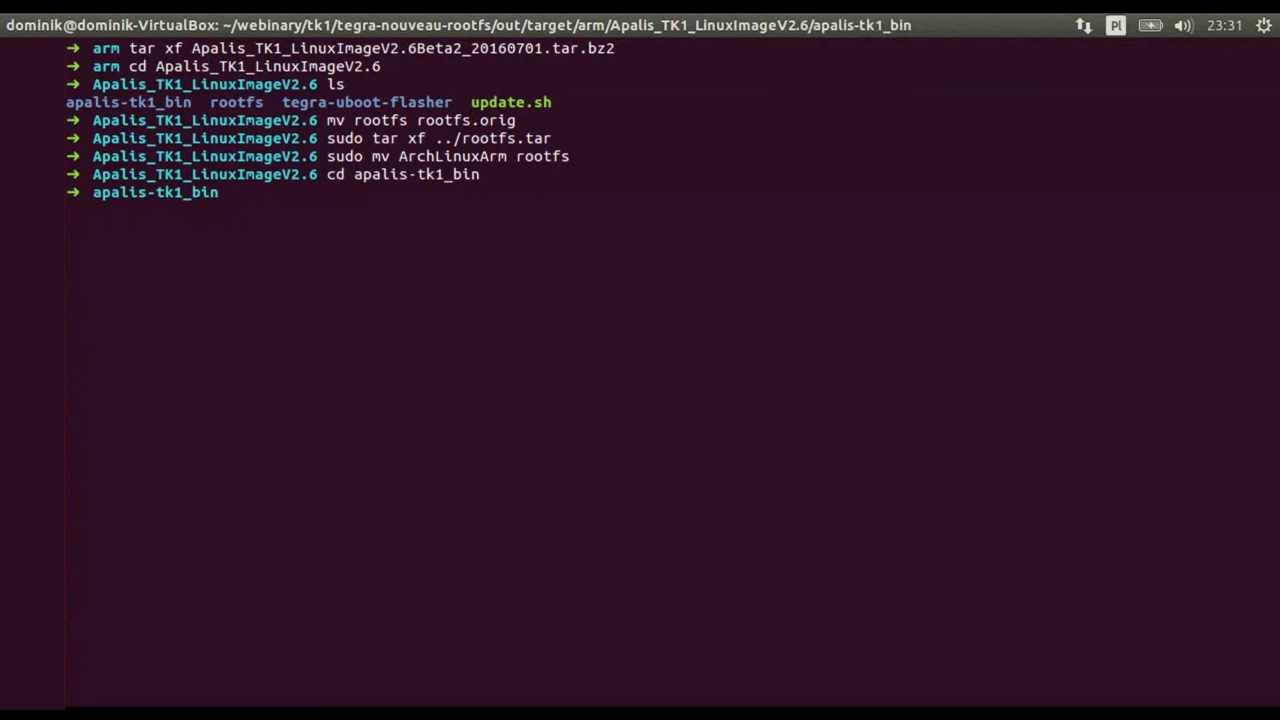 dominik@dominik-VirtualBox: ~/webinary/tk1/tegra-nouveau-rootfs/out/target/arm/Apalis_TK1_LinuxImageV2.6/apalis-tk1_bin Pl 23:31
➜ arm tar xf Apalis_TK1_LinuxImageV2.6Beta2_20160701.tar.bz2
➜ arm cd Apalis_TK1_LinuxImageV2.6
➜ Apalis_TK1_LinuxImageV2.6 ls
apalis-tk1_bin rootfs tegra-uboot-flasher update.sh
➜ Apalis_TK1_LinuxImageV2.6 mv rootfs rootfs.orig
➜ Apalis_TK1_LinuxImageV2.6 sudo tar xf ../rootfs.tar
➜ Apalis_TK1_LinuxImageV2.6 sudo mv ArchLinuxArm rootfs
➜ Apalis_TK1_LinuxImageV2.6 cd apalis-tk1_bin
➜ apalis-tk1_bin